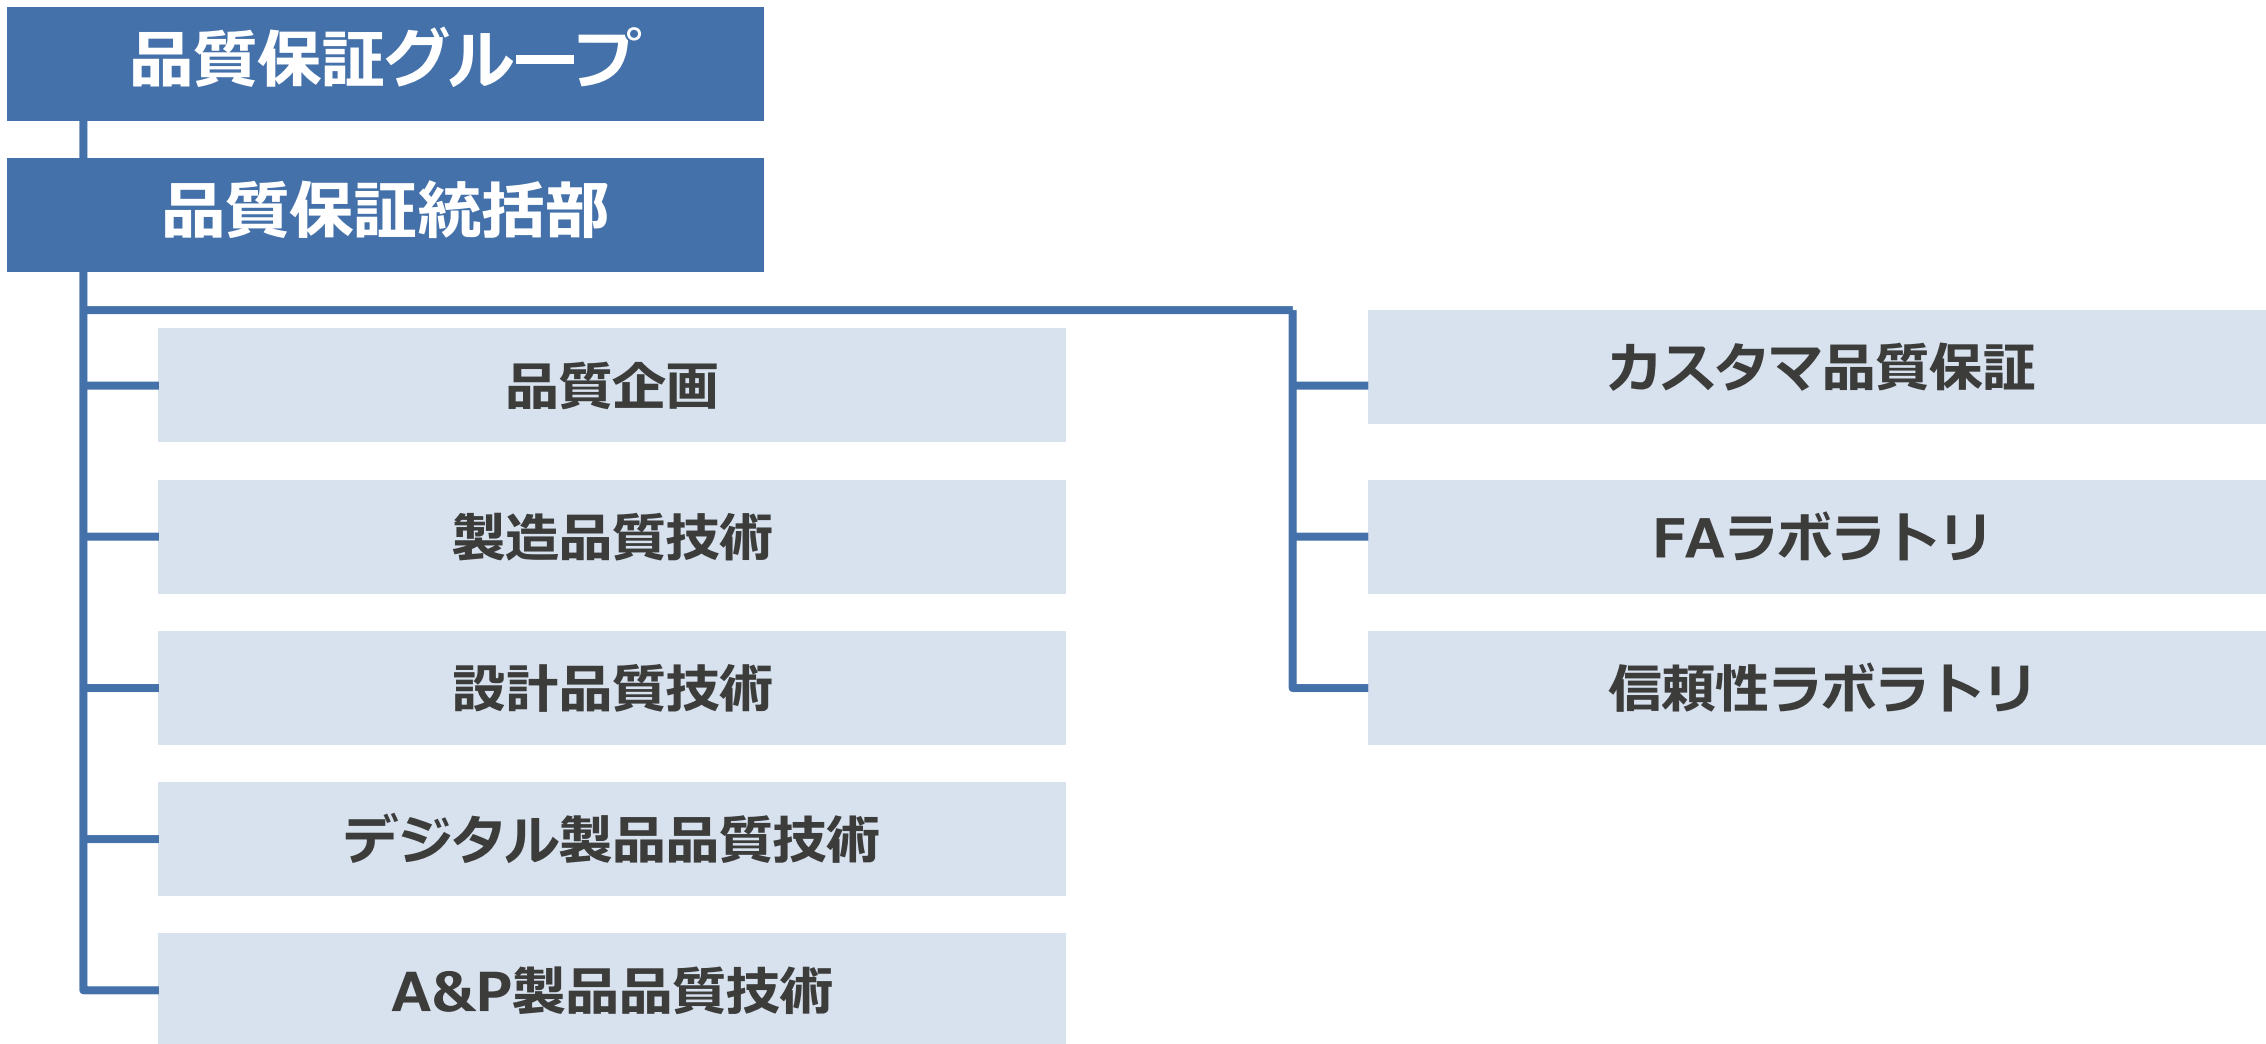 品質保証グループ
品質保証統括部
品質企画
製造品質技術
設計品質技術
デジタル製品品質技術
A&P製品品質技術
カスタマ品質保証
FAラボラトリ
信頼性ラボラトリ